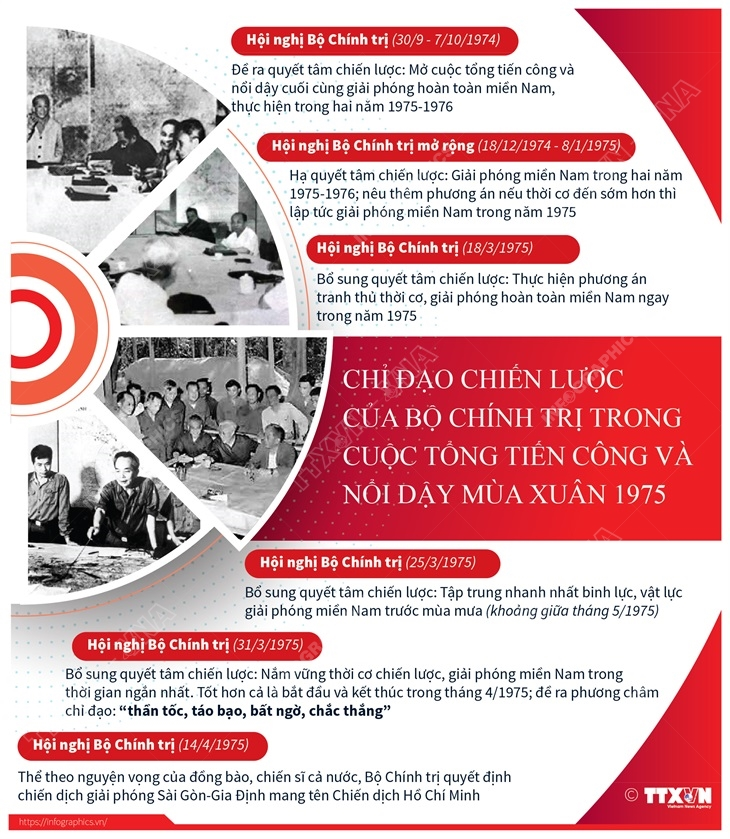 Hội nghị Bộ Chính trị (30/9 - 7/10/1974)
Đề ra quyết tâm chiến lược: Mở cuộc tổng tiến công và
nổi dậy cuối cùng giải phóng hoàn toàn miền Nam,
thực hiện trong hai năm 1975-1976
Hội nghị Bộ Chính trị mở rộng (18/12/1974 - 8/1/1975)
Hạ quyết tâm chiến lược: Giải phóng miền Nam trong hai năm
1975-1976; nêu thêm phương án nếu thời cơ đến sớm hơn thì
lập tức giải phóng miền Nam trong năm 1975
Hội nghị Bộ Chính trị (18/3/1975)
Bổ sung quyết tâm chiến lược: Thực hiện phương án
tranh thủ thời cơ, giải phóng hoàn toàn miền Nam ngay
trong năm 1975
CHỈ ĐẠO CHIẾN LƯỢC
CỦA BỘ CHÍNH TRỊ TRONG
CUỘC TỔNG TIẾN CÔNG VÀ
NỔI DẬY MÙA XUÂN 1975
Hội nghị Bộ Chính trị (25/3/1975)
Bổ sung quyết tâm chiến lược: Tập trung nhanh nhất binh lực, vật lực
giải phóng miền Nam trước mùa mưa (khoảng giữa tháng 5/1975)
Hội nghị Bộ Chính trị (31/3/1975)
Bổ sung quyết tâm chiến lược: Nắm vững thời cơ chiến lược, giải phóng miền Nam trong
thời gian ngắn nhất. Tốt hơn cả là bắt đầu và kết thúc trong tháng 4/1975; đề ra phương châm
chỉ đạo: “thần tốc, táo bạo, bất ngờ, chắc thắng”
Hội nghị Bộ Chính trị (14/4/1975)
Thể theo nguyện vọng của đồng bào, chiến sĩ cả nước, Bộ Chính trị quyết định
chiến dịch giải phóng Sài Gòn-Gia Định mang tên Chiến dịch Hồ Chí Minh
© TTXVN
Vietnam News Agency
https://infographics.vn/